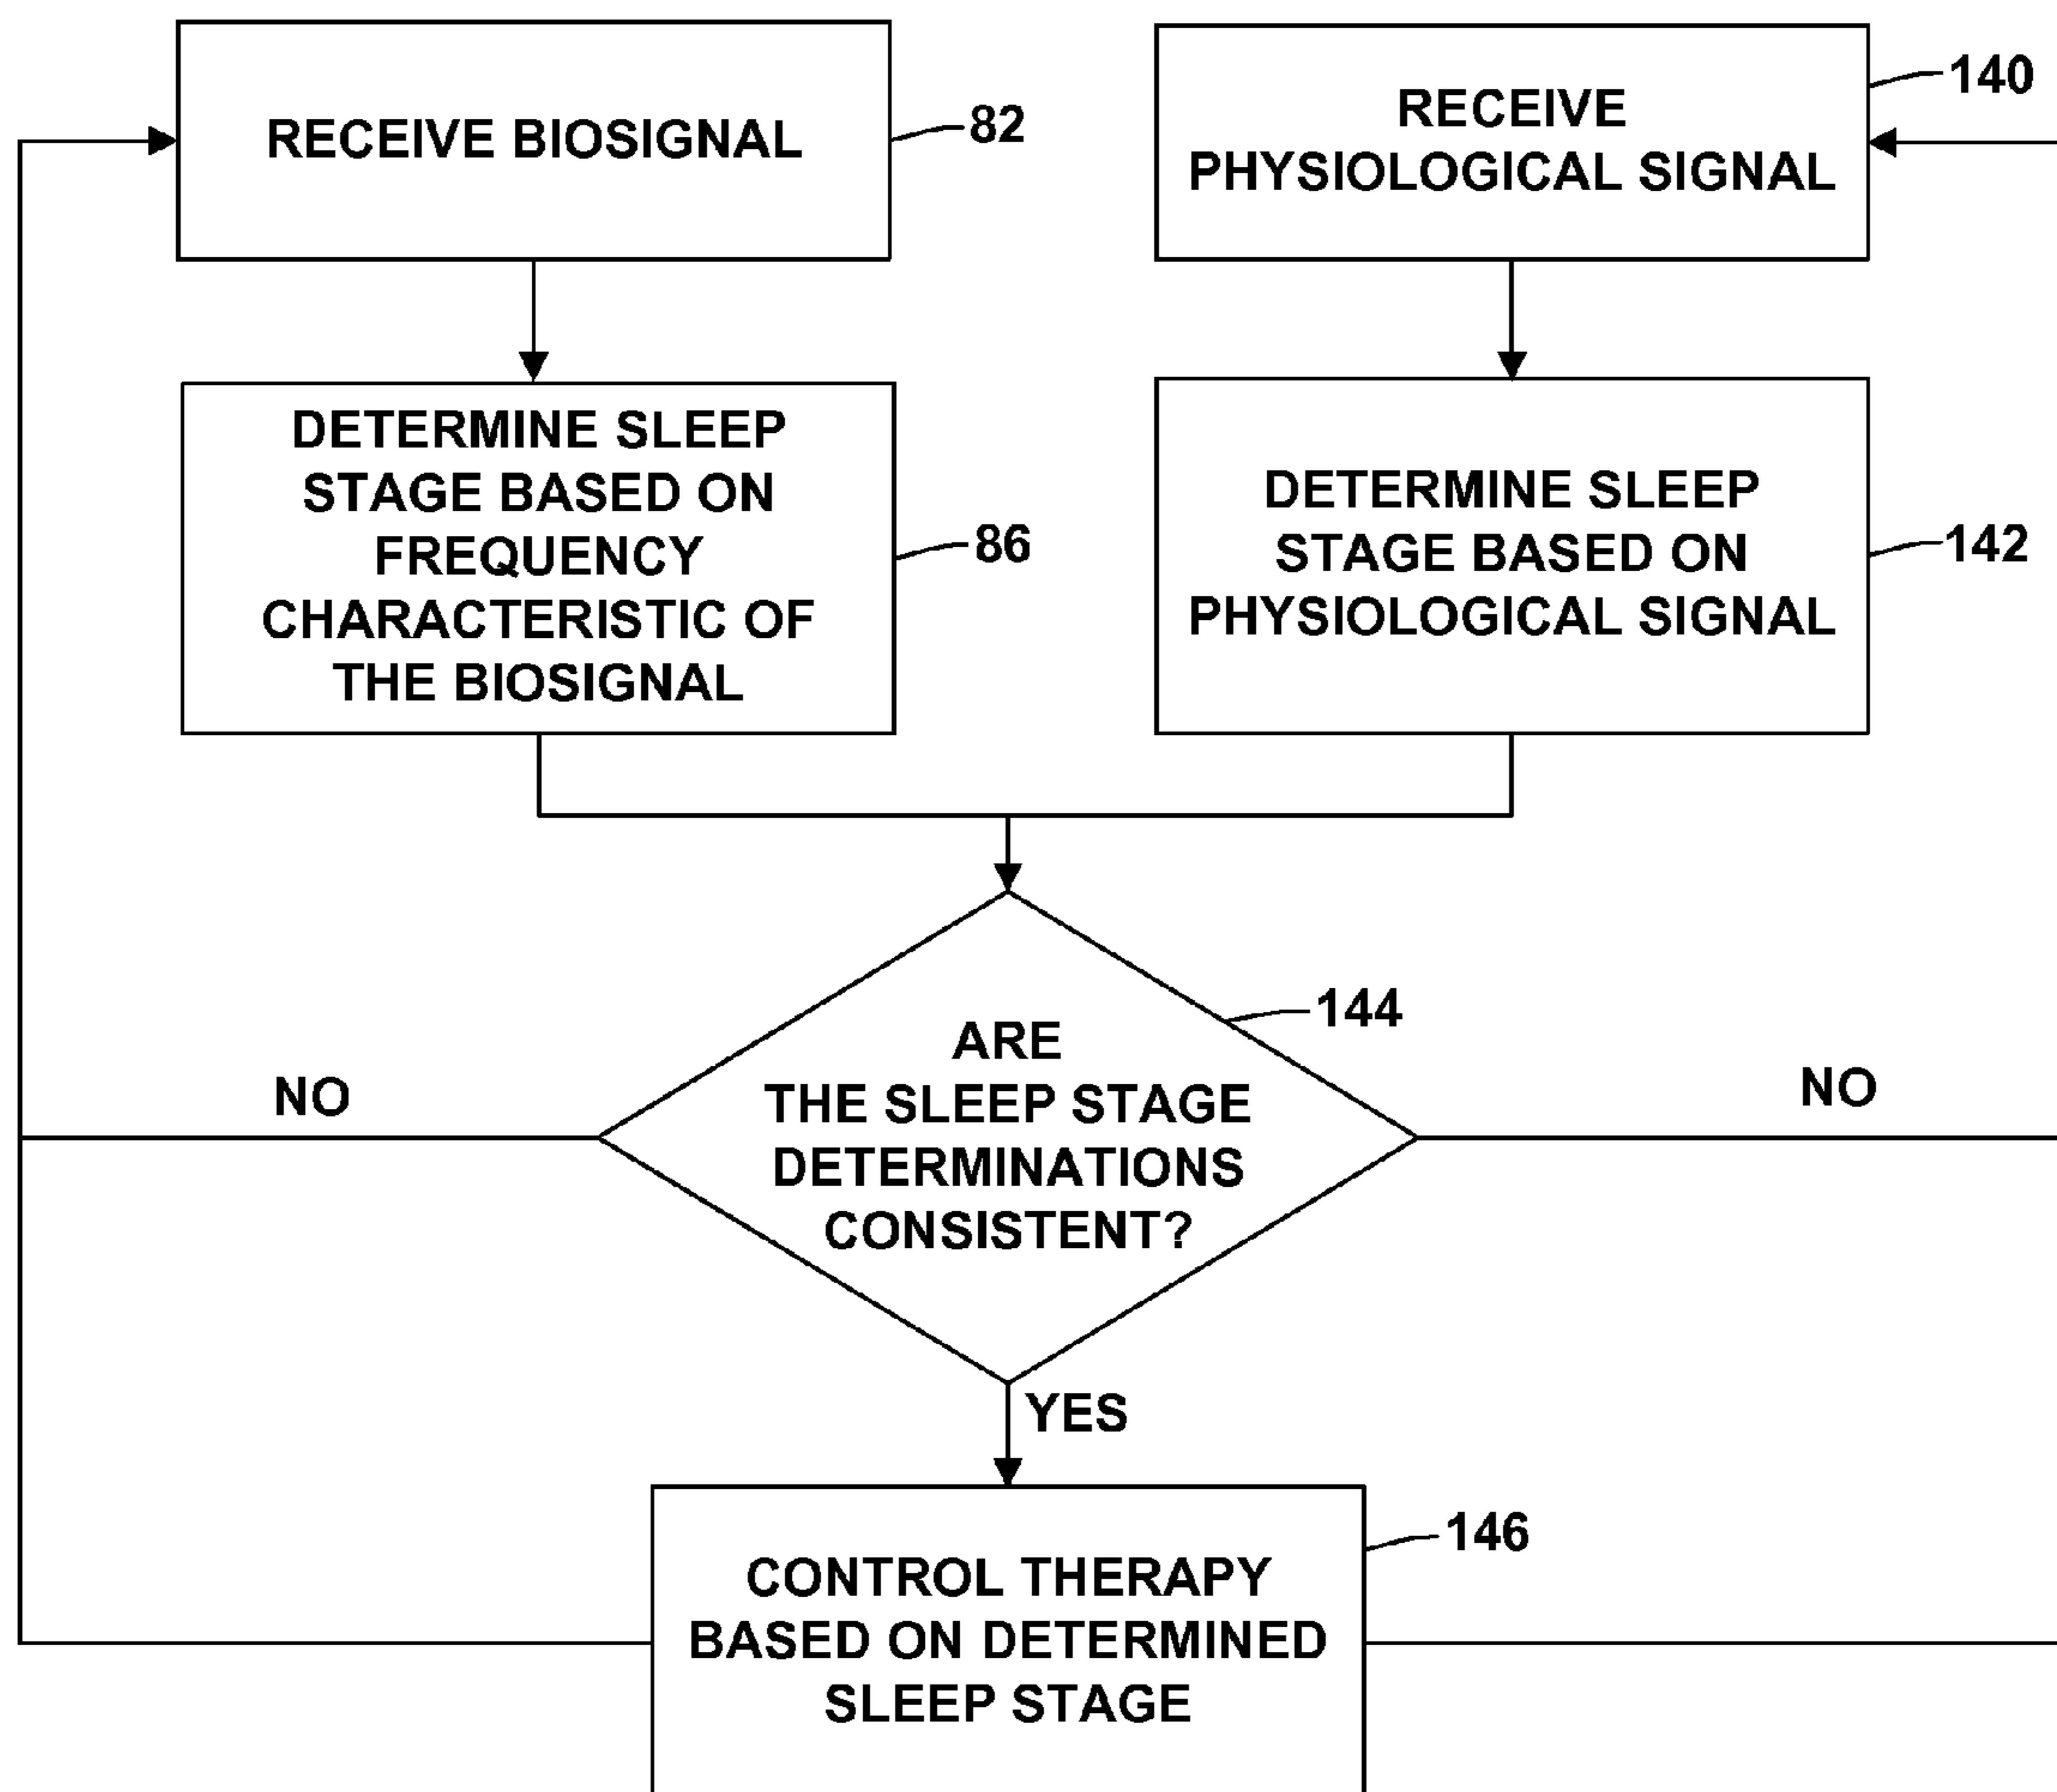 RECEIVE BIOSIGNAL
82
RECEIVE
PHYSIOLOGICAL SIGNAL
140
DETERMINE SLEEP
STAGE BASED ON
FREQUENCY
CHARACTERISTIC OF
THE BIOSIGNAL
86
DETERMINE SLEEP
STAGE BASED ON
PHYSIOLOGICAL SIGNAL
142
ARE
THE SLEEP STAGE
DETERMINATIONS
CONSISTENT?
144
NO
NO
YES
CONTROL THERAPY
BASED ON DETERMINED
SLEEP STAGE
146